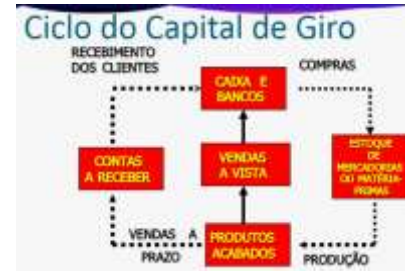 Ciclo do Capital de Giro
RECEBIMENTO
DOS CLIENTES
COMPRAS
CAIXA E
BANCOS
CONTAS
A RECEBER
VENDAS
A VISTA
ESTOQUE
DE
MERCADORIAS
OU MATÉRIA-
PRIMAS
VENDAS A
PRAZO
PRODUTOS
ACABADOS
PRODUÇÃO